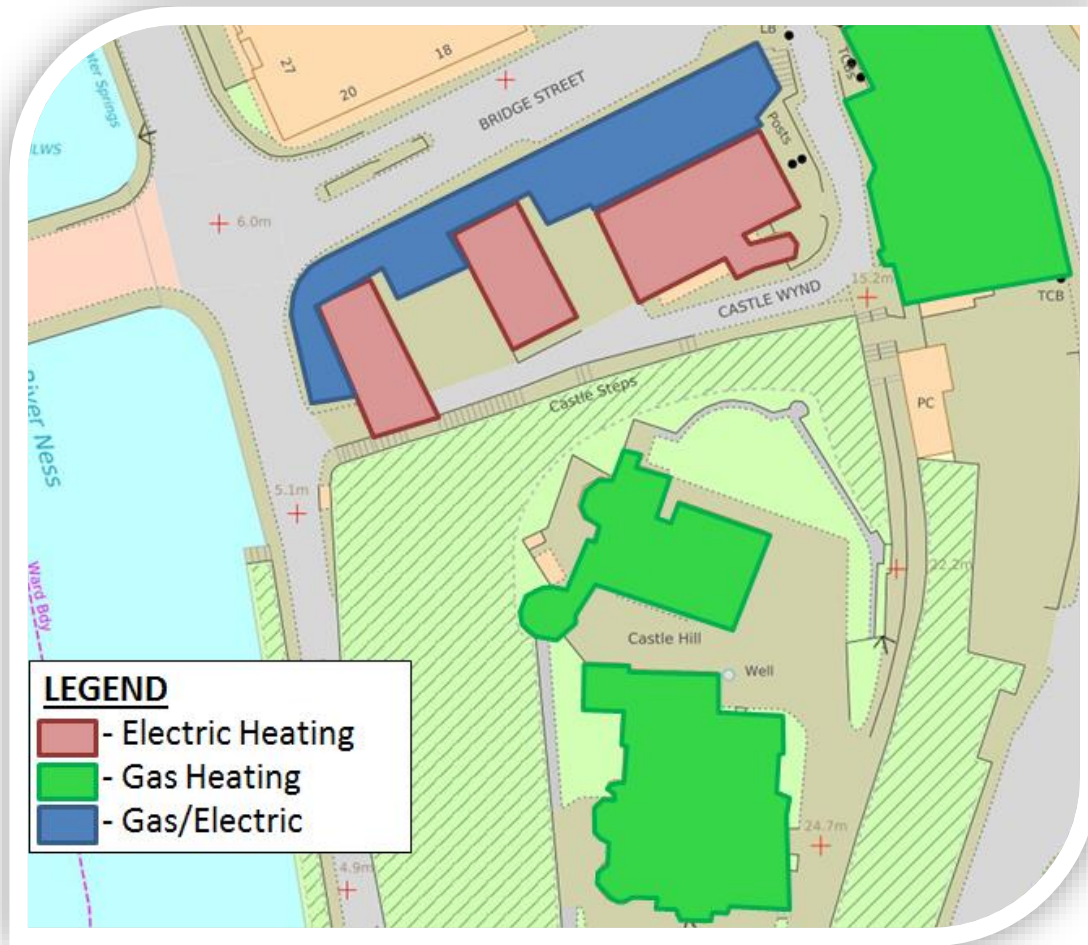 LB
TCBs
18
27
20
BRIDGE STREET
Posts
6.0m
15.2m
TCB
CASTLE WYND
Castle Steps
PC
River Ness
5.1m
22.2m
Ward Bdy
Castle Hill
Well
LEGEND
- Electric Heating
- Gas Heating
- Gas/Electric
24.7m
4.9m